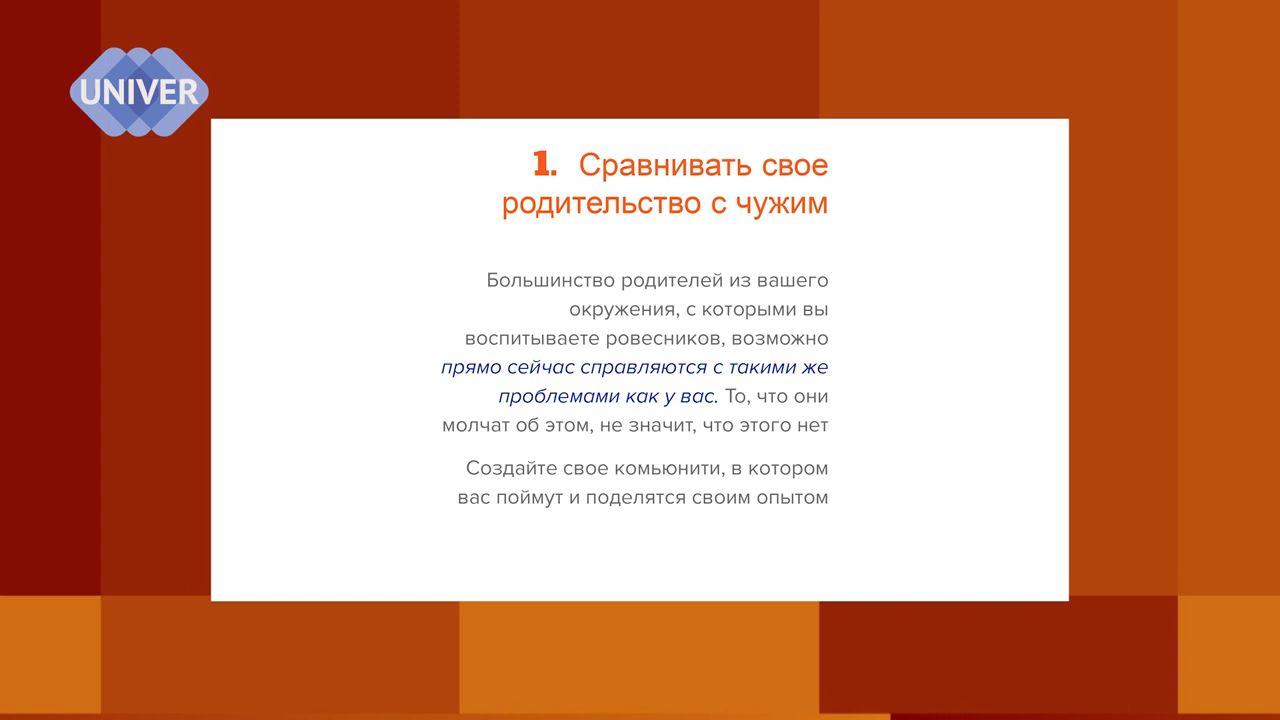 UNIVER
1. Сравнивать свое
родительство с чужим
Большинство родителей из вашего
окружения, с которыми вы
воспитываете ровесников, возможно
прямо сейчас справляются с такими же
проблемами как у вас. То, что они
молчат об этом, не значит, что этого нет
Создайте свое комьюнити, в котором
вас поймут и поделятся своим опытом